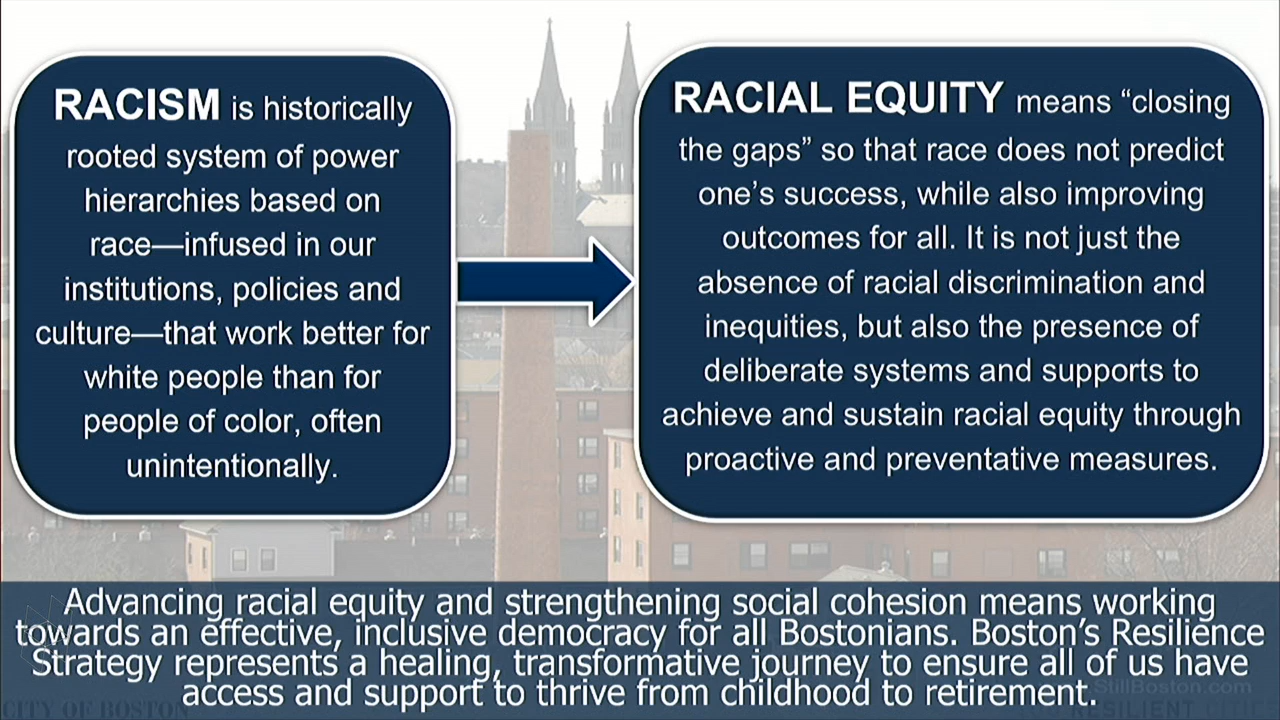 RACISM is historically
rooted system of power
hierarchies based on
race—infused in our
institutions, policies and
culture—that work better for
white people than for
people of color, often
unintentionally.
RACIAL EQUITY means “closing
the gaps” so that race does not predict
one’s success, while also improving
outcomes for all. It is not just the
absence of racial discrimination and
inequities, but also the presence of
deliberate systems and supports to
achieve and sustain racial equity through
proactive and preventative measures.
Advancing racial equity and strengthening social cohesion means working
towards an effective, inclusive democracy for all Bostonians. Boston’s Resilience
Strategy represents a healing, transformative journey to ensure all of us have
access and support to thrive from childhood to retirement.
StillBoston.com
CITY OF BOSTON
RESILIENT CITIES